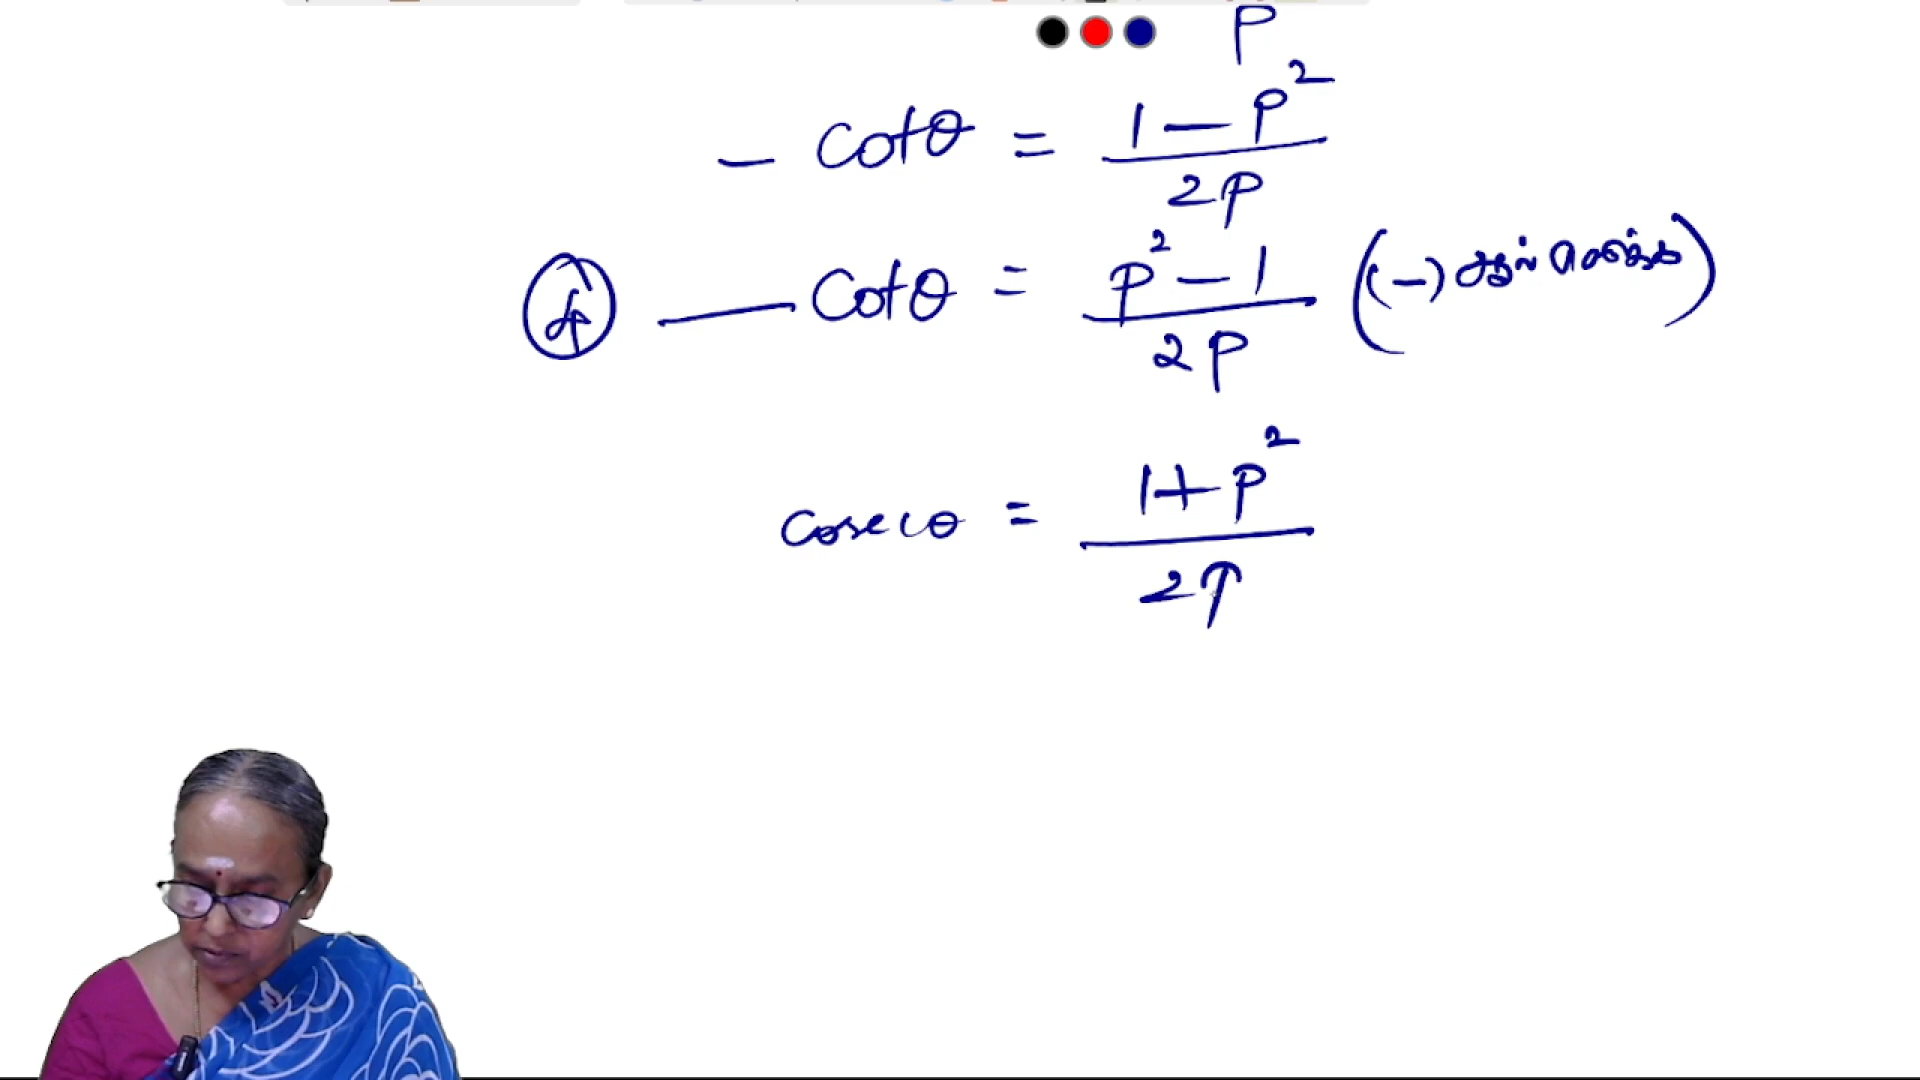 P
- cotθ = (1 - P²)/(2P)
cotθ = (P² - 1)/(2P) ((-)
cosecθ = (1 + P²)/(2P)